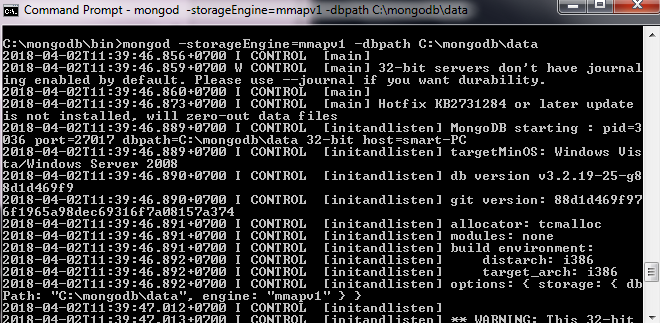 Command Prompt - mongod -storageEngine=mmapv1 -dbpath C:\mongodb\data
C:\mongodb\bin>mongod -storageEngine=mmapv1 -dbpath C:\mongodb\data
2018-04-02T11:39:46.856+0700 I CONTROL  [main]
2018-04-02T11:39:46.859+0700 W CONTROL  [main] 32-bit servers don't have journal
ing enabled by default. Please use --journal if you want durability.
2018-04-02T11:39:46.860+0700 I CONTROL  [main]
2018-04-02T11:39:46.873+0700 I CONTROL  [main] Hotfix KB2731284 or later update
is not installed, will zero-out data files
2018-04-02T11:39:46.889+0700 I CONTROL  [initandlisten] MongoDB starting : pid=3
036 port=27017 dbpath=C:\mongodb\data 32-bit host=smart-PC
2018-04-02T11:39:46.889+0700 I CONTROL  [initandlisten] targetMinOS: Windows Vis
ta/Windows Server 2008
2018-04-02T11:39:46.890+0700 I CONTROL  [initandlisten] db version v3.2.19-25-g8
8d1d469f9
2018-04-02T11:39:46.890+0700 I CONTROL  [initandlisten] git version: 88d1d469f97
6f1965a98dec69316f7a08157a374
2018-04-02T11:39:46.891+0700 I CONTROL  [initandlisten] allocator: tcmalloc
2018-04-02T11:39:46.891+0700 I CONTROL  [initandlisten] modules: none
2018-04-02T11:39:46.891+0700 I CONTROL  [initandlisten] build environment:
2018-04-02T11:39:46.892+0700 I CONTROL  [initandlisten]     distarch: i386
2018-04-02T11:39:46.892+0700 I CONTROL  [initandlisten]     target_arch: i386
2018-04-02T11:39:46.892+0700 I CONTROL  [initandlisten] options: { storage: { db
Path: "C:\mongodb\data", engine: "mmapv1" } }
2018-04-02T11:39:47.012+0700 I CONTROL  [initandlisten]
2018-04-02T11:39:47.013+0700 I CONTROL  [initandlisten] ** WARNING: This 32-bit